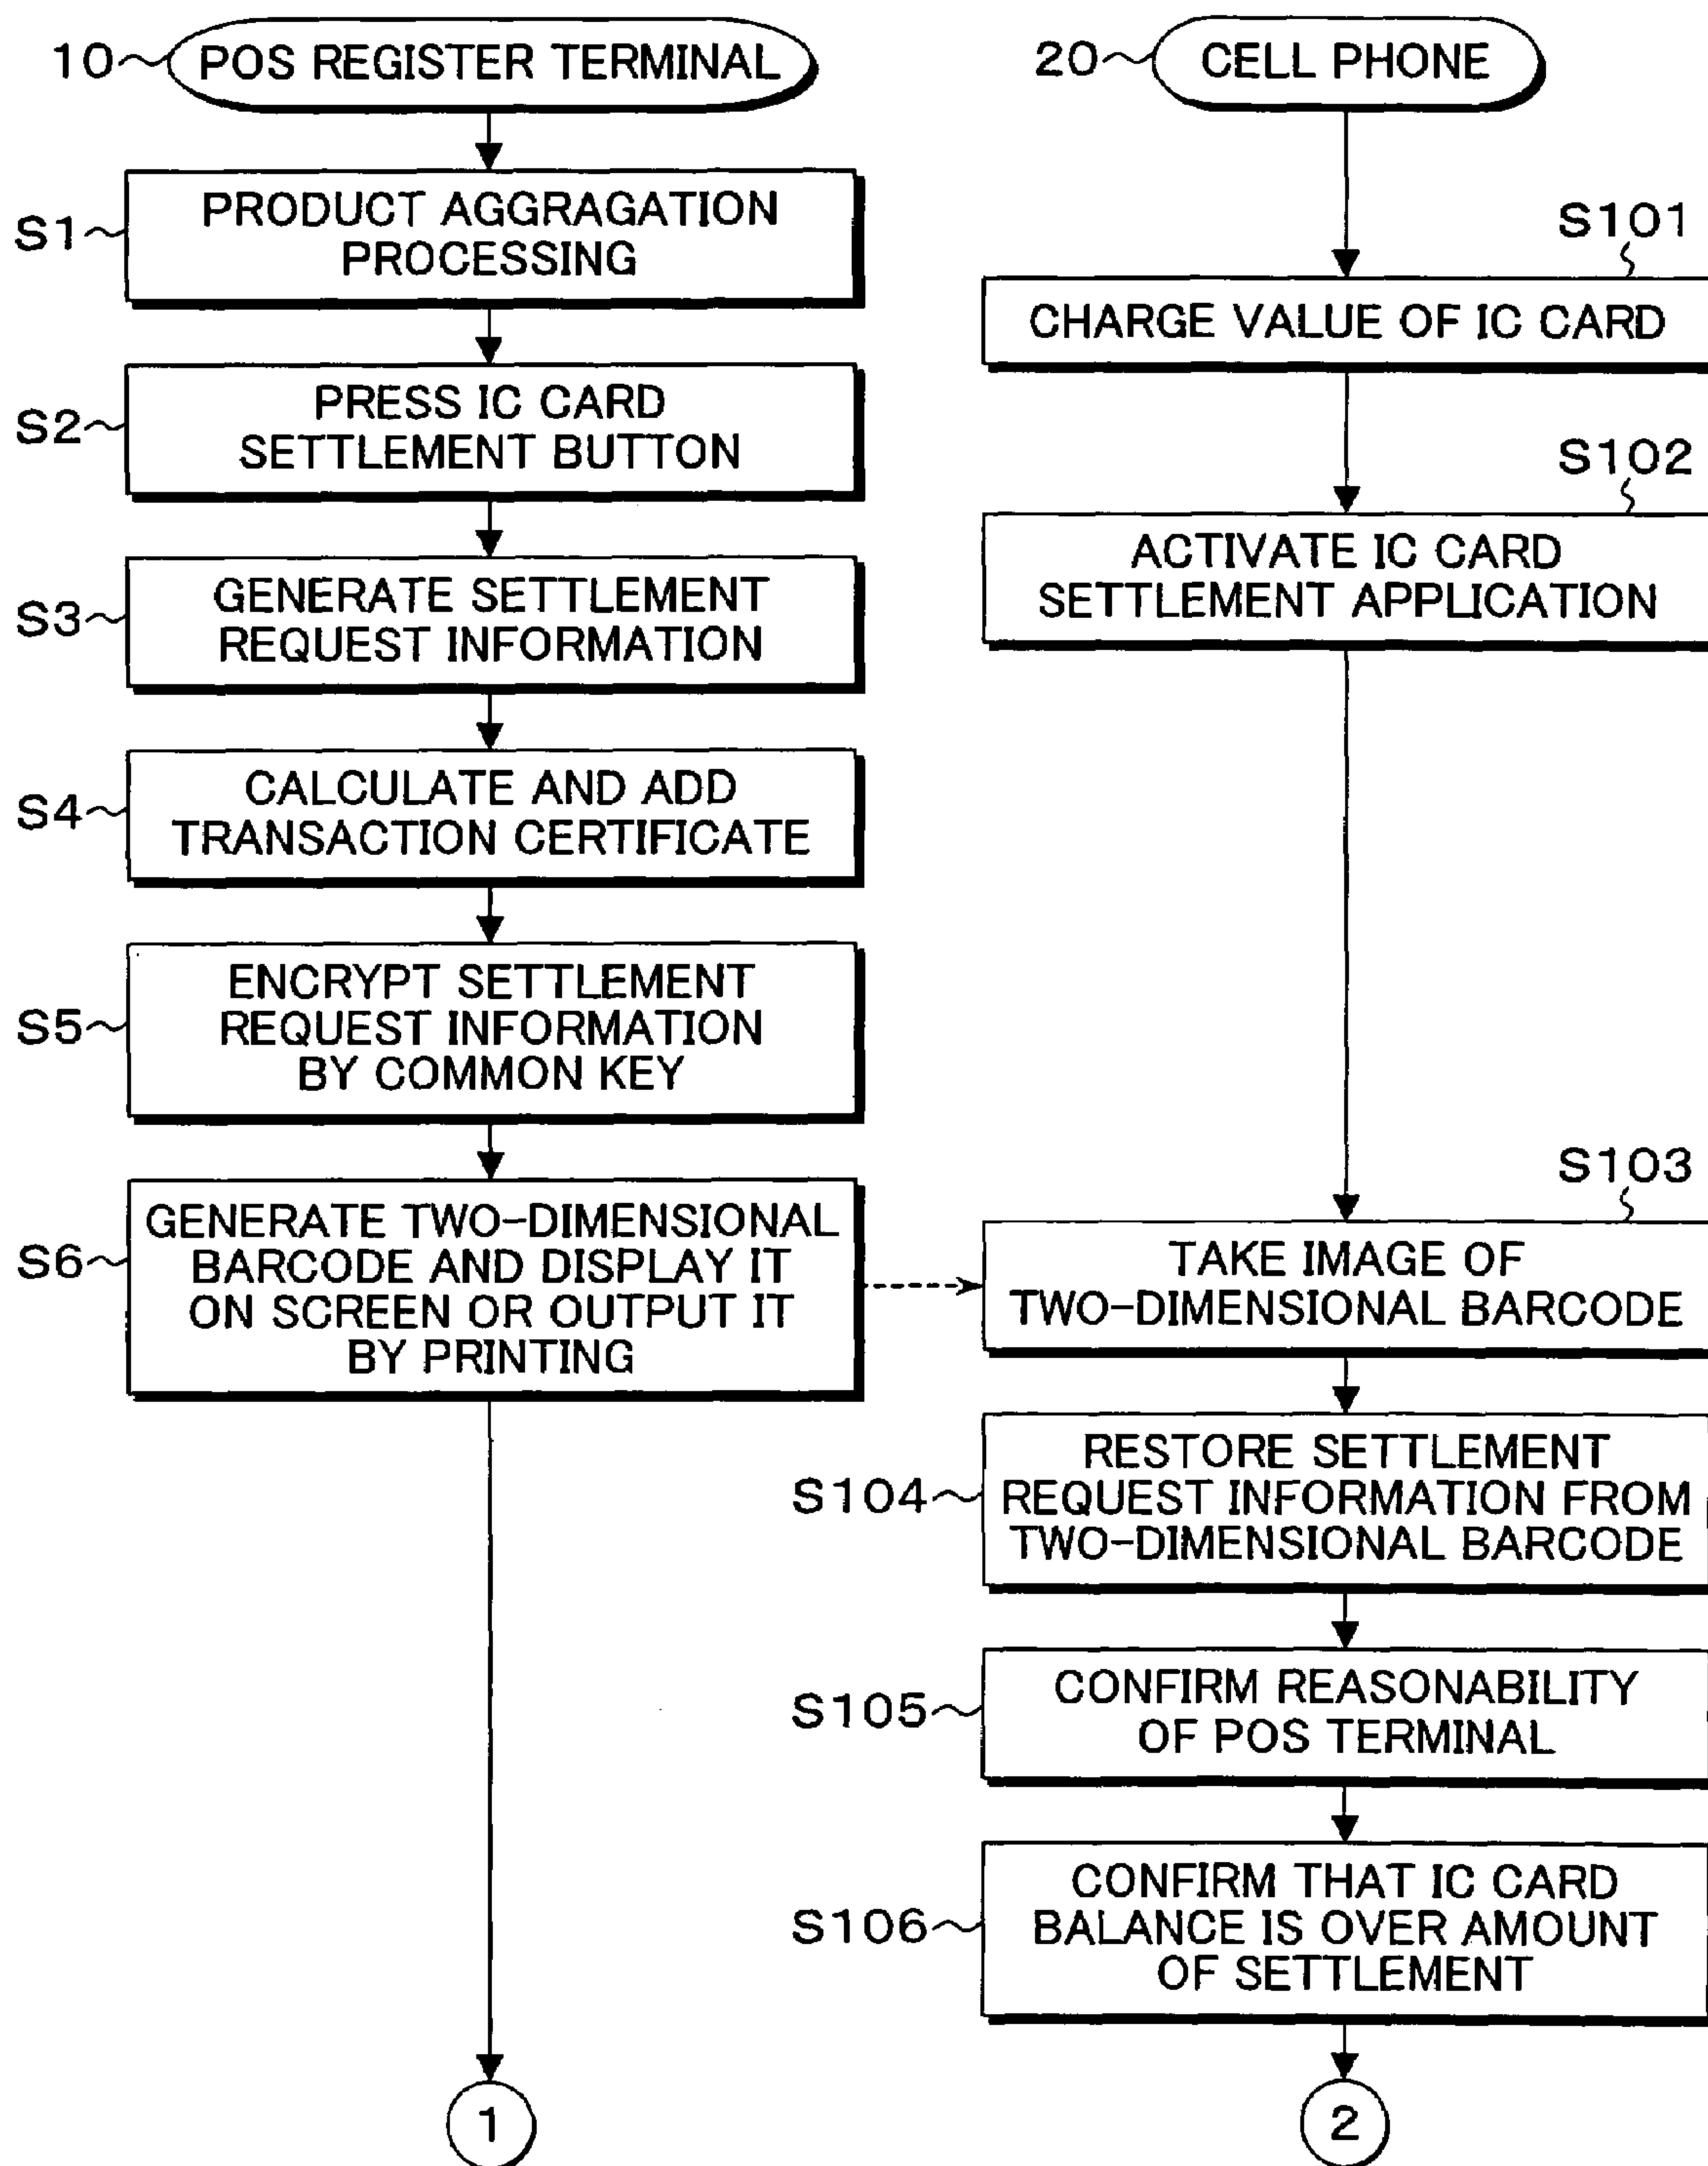 10
POS REGISTER TERMINAL
S1
PRODUCT AGGRAGATION
PROCESSING
S2
PRESS IC CARD
SETTLEMENT BUTTON
S3
GENERATE SETTLEMENT
REQUEST INFORMATION
S4
CALCULATE AND ADD
TRANSACTION CERTIFICATE
S5
ENCRYPT SETTLEMENT
REQUEST INFORMATION
BY COMMON KEY
S6
GENERATE TWO-DIMENSIONAL
BARCODE AND DISPLAY IT
ON SCREEN OR OUTPUT IT
BY PRINTING
1
20
CELL PHONE
S101
CHARGE VALUE OF IC CARD
S102
ACTIVATE IC CARD
SETTLEMENT APPLICATION
S103
TAKE IMAGE OF
TWO-DIMENSIONAL BARCODE
S104
RESTORE SETTLEMENT
REQUEST INFORMATION FROM
TWO-DIMENSIONAL BARCODE
S105
CONFIRM REASONABILITY
OF POS TERMINAL
S106
CONFIRM THAT IC CARD
BALANCE IS OVER AMOUNT
OF SETTLEMENT
2